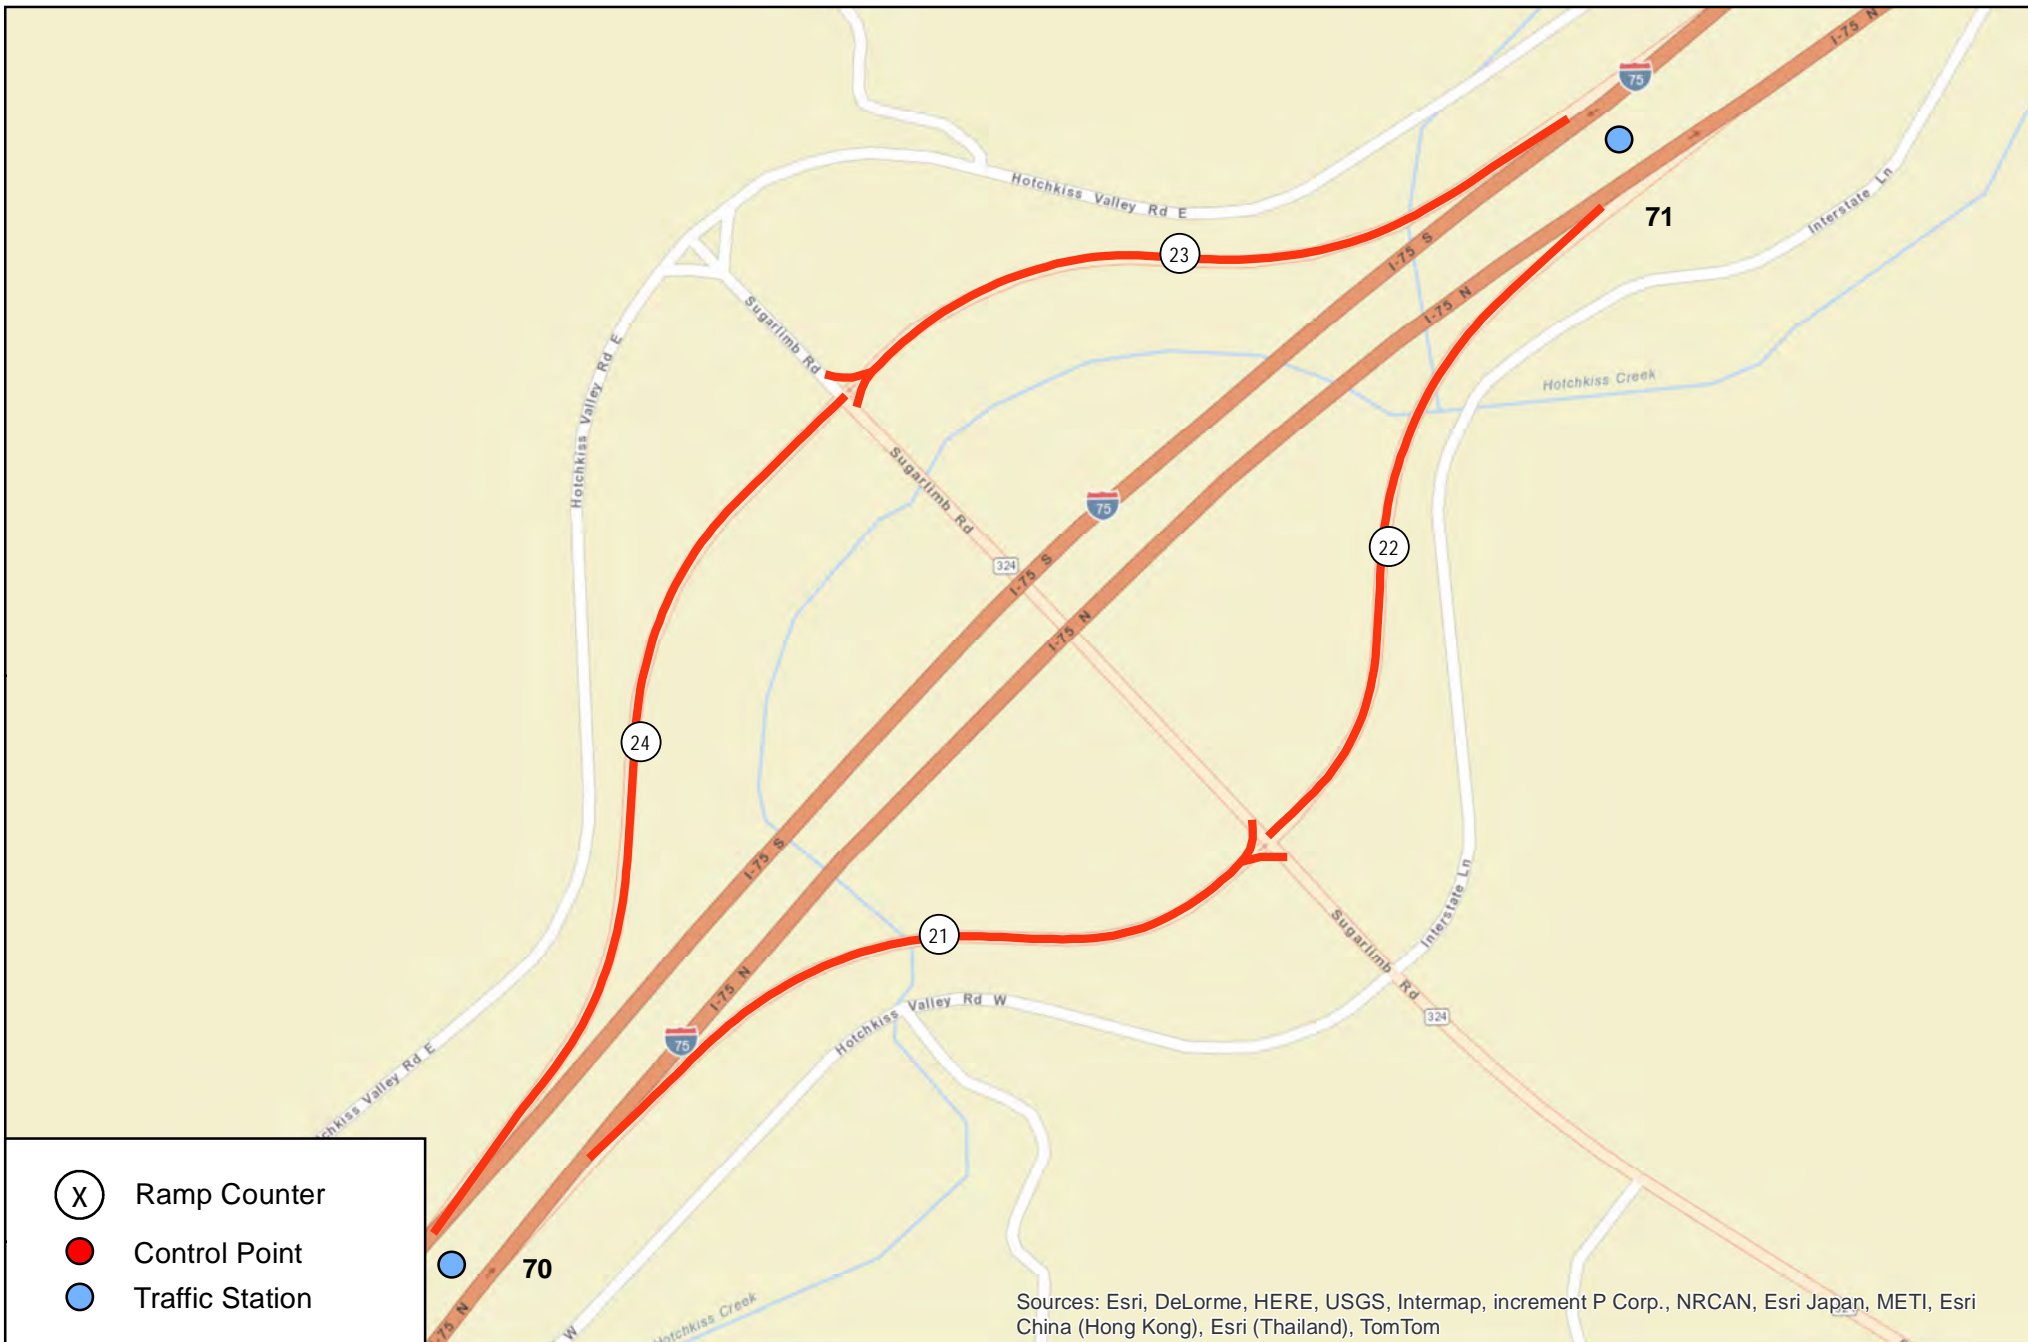 I-75 N
75
71
Hotchkiss Valley Rd E
Interstate Ln
23
I-75 S
I-75 N
Sugarlimb Rd
Hotchkiss Valley Rd E
Hotchkiss Creek
Sugarlimb Rd
75
22
324
I-75 S
I-75 N
24
I-75 S
Interstate Ln
21
Sugarlimb Rd
I-75 N
Hotchkiss Valley Rd W
324
75
chkiss Valley Rd E
X Ramp Counter
Control Point
Traffic Station
70
-75 N
W
Hotchkiss Creek
Sources: Esri, DeLorme, HERE, USGS, Intermap, increment P Corp., NRCAN, Esri Japan, METI, Esri
China (Hong Kong), Esri (Thailand), TomTom